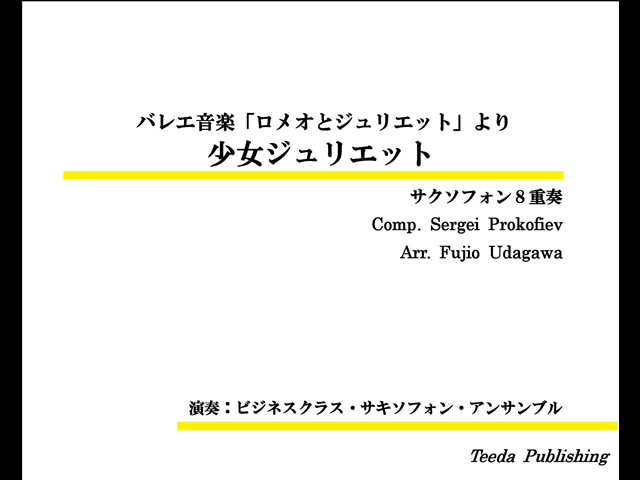 バレエ音楽「ロメオとジュリエット」より
少女ジュリエット
サクソフォン８重奏
Comp. Sergei Prokofiev
Arr. Fujio Udagawa
演奏：ビジネスクラス・サキソフォン・アンサンブル
Teeda Publishing